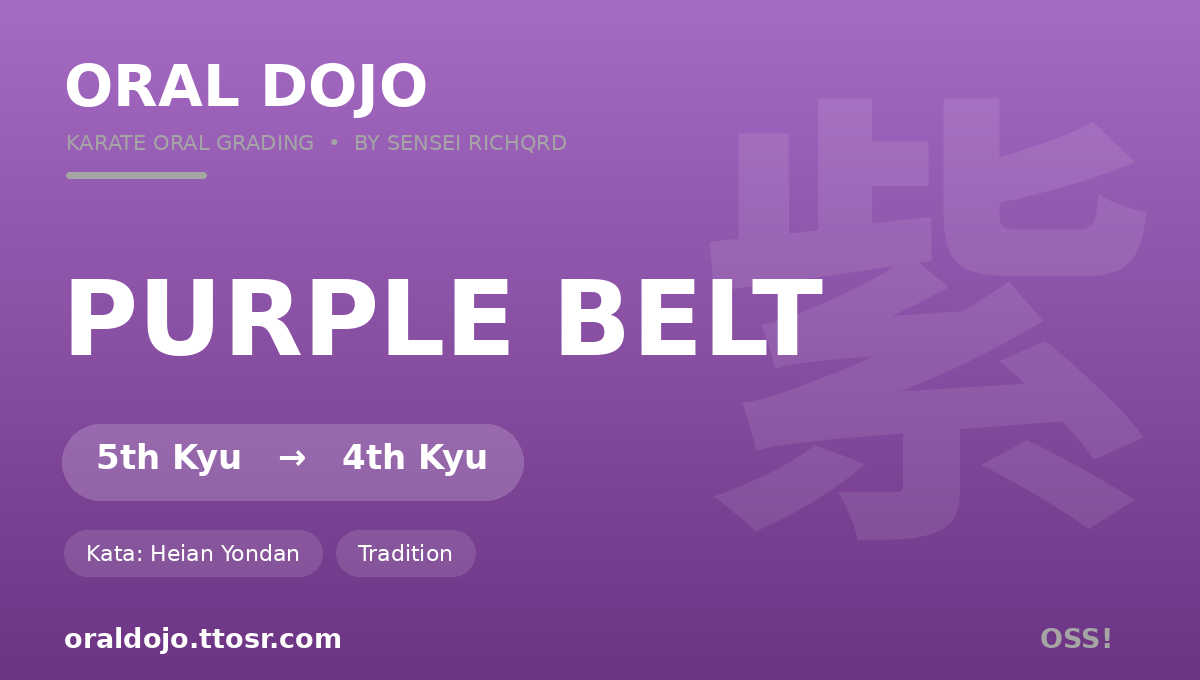 ORAL DOJO
KARATE ORAL GRADING • BY SENSEI RICHQRD
紫
PURPLE BELT
5th Kyu → 4th Kyu
Kata: Heian Yondan
Tradition
oraldojo.ttosr.com
OSS!